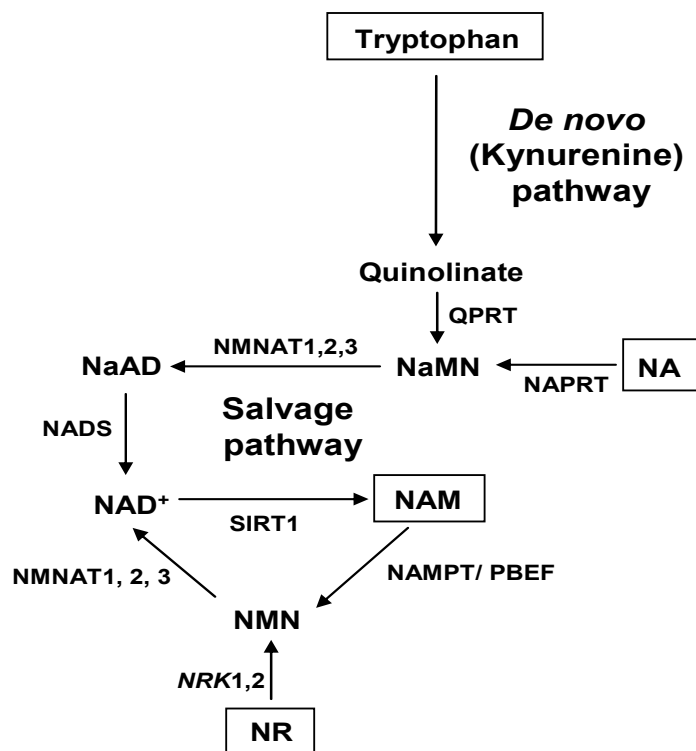 Tryptophan
De novo
(Kynurenine)
pathway
Quinolinate
QPRT
NMNAT1,2,3
NaAD
NaMN
NA
NAPRT
Salvage
pathway
NADS
NAD⁺
NAM
SIRT1
NMNAT1, 2, 3
NAMPT/ PBEF
NMN
NRK1,2
NR